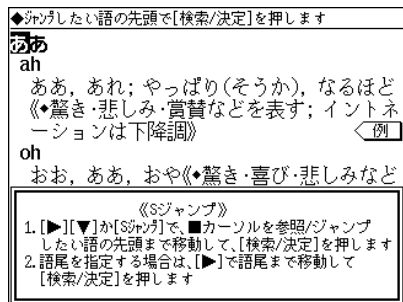 ◆ｼﾞｬﾝﾌﾟしたい語の先頭で[検索/決定]を押します
ああ
ah
ああ，あれ；やっぱり(そうか)，なるほど
《◆驚き·悲しみ·賞賛などを表す；イントネ
ーションは下降調》 例
oh
おお，ああ，おや《◆驚き·喜び·悲しみなど
《Sジャンプ》
1.[▶][▼]か[Sｼﾞｬﾝﾌﾟ]で、■カーソルを参照/ジャンプ
したい語の先頭まで移動して、[検索/決定]を押します
2.語尾を指定する場合は、[▶]で語尾まで移動して
[検索/決定]を押します